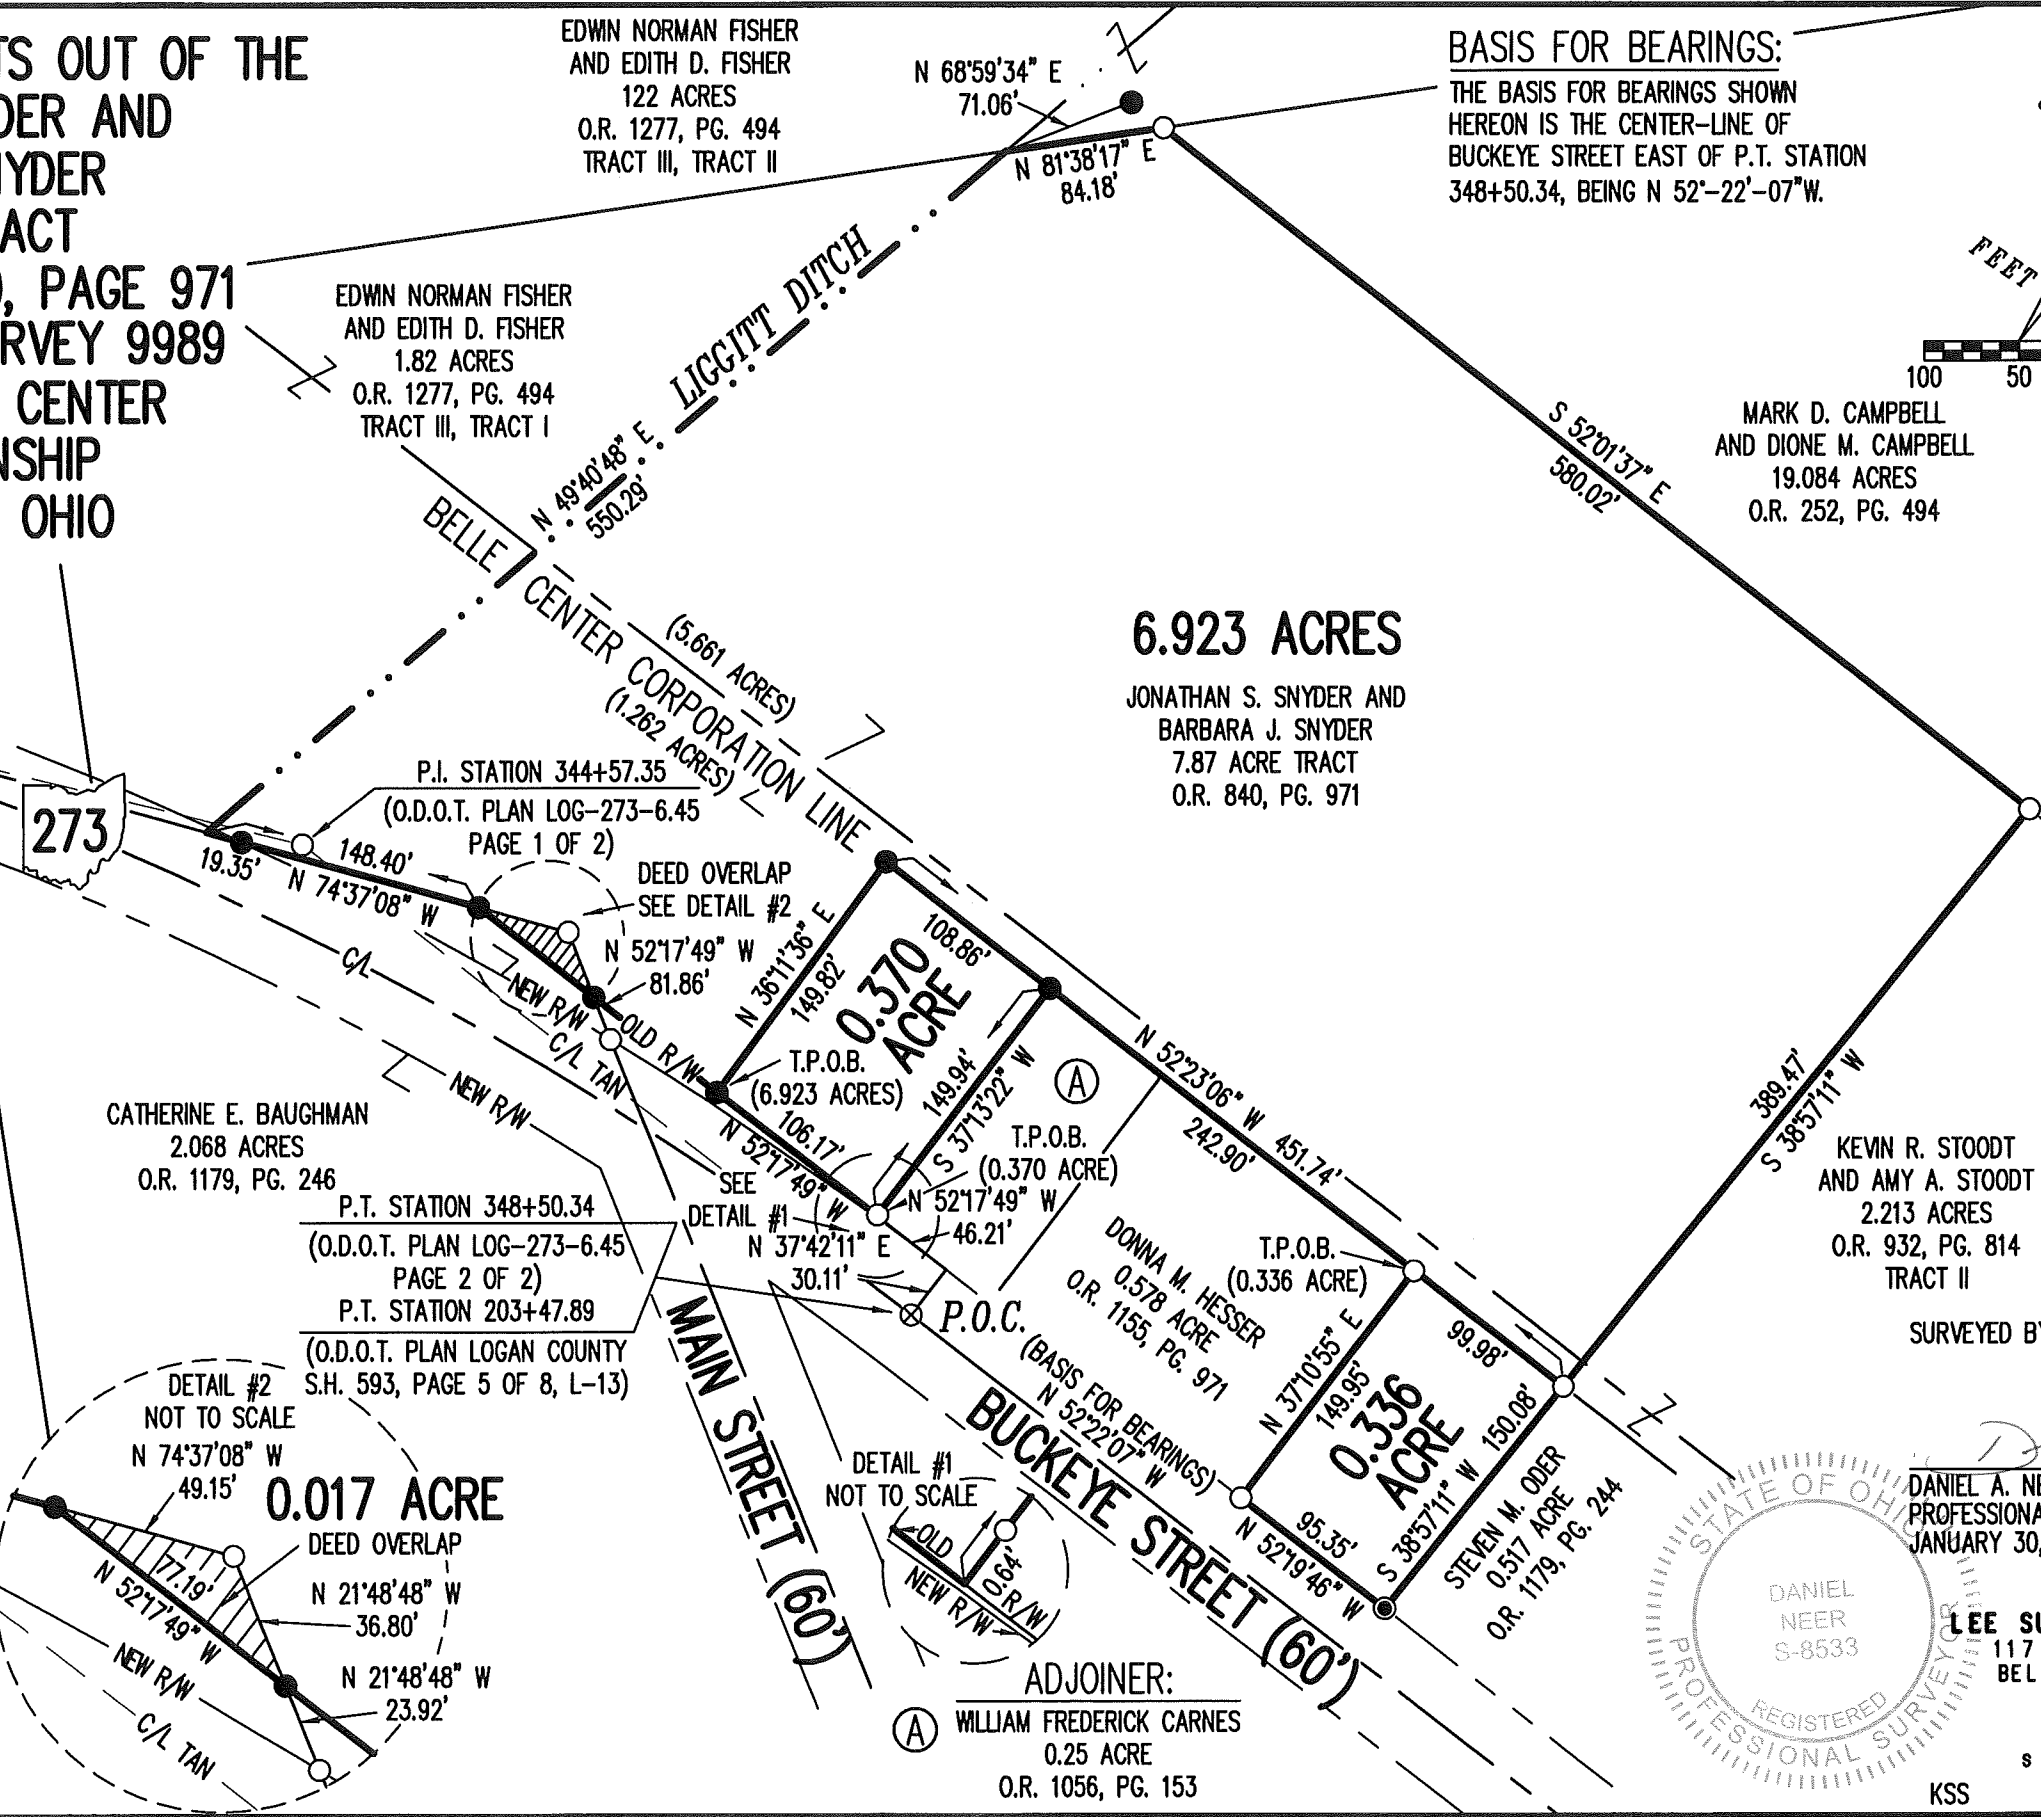 TS OUT OF THE
DER AND
NYDER
ACT
, PAGE 971
RVEY 9989
CENTER
NSHIP
OHIO
EDWIN NORMAN FISHER
AND EDITH D. FISHER
122 ACRES
O.R. 1277, PG. 494
TRACT III, TRACT II
N 68°59'34" E
71.06'
N 81°38'17" E
84.18'
BASIS FOR BEARINGS:
THE BASIS FOR BEARINGS SHOWN
HEREON IS THE CENTER-LINE OF
BUCKEYE STREET EAST OF P.T. STATION
348+50.34, BEING N 52°-22'-07"W.
FEET
100 50
EDWIN NORMAN FISHER
AND EDITH D. FISHER
1.82 ACRES
O.R. 1277, PG. 494
TRACT III, TRACT I
LIGGITT DITCH
N 49°40'48" E
550.29'
S 52°01'37" E
580.02'
MARK D. CAMPBELL
AND DIONE M. CAMPBELL
19.084 ACRES
O.R. 252, PG. 494
BELLE CENTER CORPORATION LINE
(5.661 ACRES)
(1.262 ACRES)
6.923 ACRES
JONATHAN S. SNYDER AND
BARBARA J. SNYDER
7.87 ACRE TRACT
O.R. 840, PG. 971
273
P.I. STATION 344+57.35
(O.D.O.T. PLAN LOG-273-6.45
PAGE 1 OF 2)
19.35'
148.40'
N 74°37'08" W
DEED OVERLAP
SEE DETAIL #2
N 52°17'49" W
81.86'
C/L
NEW R/W
OLD R/W
C/L TAN
NEW R/W
N 36°11'36" E
149.82'
108.86'
0.370
ACRE
T.P.O.B.
(6.923 ACRES)
106.17'
N 52°17'49" W
149.94'
S 37°13'22" W
A
T.P.O.B.
(0.370 ACRE)
N 52°17'49" W
46.21'
SEE
DETAIL #1
N 37°42'11" E
30.11'
N 52°23'06" W 451.74'
242.90'
389.47'
S 38°57'11" W
CATHERINE E. BAUGHMAN
2.068 ACRES
O.R. 1179, PG. 246
P.T. STATION 348+50.34
(O.D.O.T. PLAN LOG-273-6.45
PAGE 2 OF 2)
P.T. STATION 203+47.89
(O.D.O.T. PLAN LOGAN COUNTY
S.H. 593, PAGE 5 OF 8, L-13)
P.O.C.
DONNA M. HESSER
0.578 ACRE
O.R. 1155, PG. 971
T.P.O.B.
(0.336 ACRE)
KEVIN R. STOODT
AND AMY A. STOODT
2.213 ACRES
O.R. 932, PG. 814
TRACT II
SURVEYED BY
(BASIS FOR BEARINGS)
N 52°22'07" W
N 37°10'55" E
149.95'
99.98'
0.336
ACRE
150.08'
S 38°57'11" W
95.35'
N 52°19'46" W
STEVEN M. ODER
0.517 ACRE
O.R. 1179, PG. 244
MAIN STREET (60')
BUCKEYE STREET (60')
DETAIL #2
NOT TO SCALE
N 74°37'08" W
49.15'
0.017 ACRE
DEED OVERLAP
77.19'
N 52°17'49" W
N 21°48'48" W
36.80'
N 21°48'48" W
23.92'
NEW R/W
C/L TAN
DETAIL #1
NOT TO SCALE
OLD R/W
0.64'
NEW R/W
ADJOINER:
A WILLIAM FREDERICK CARNES
0.25 ACRE
O.R. 1056, PG. 153
DANIEL A. NE
PROFESSIONA
JANUARY 30,
STATE OF OHIO
DANIEL
NEER
S-8533
REGISTERED
PROFESSIONAL SURVEYOR
LEE SU
117
BEL
S
KSS